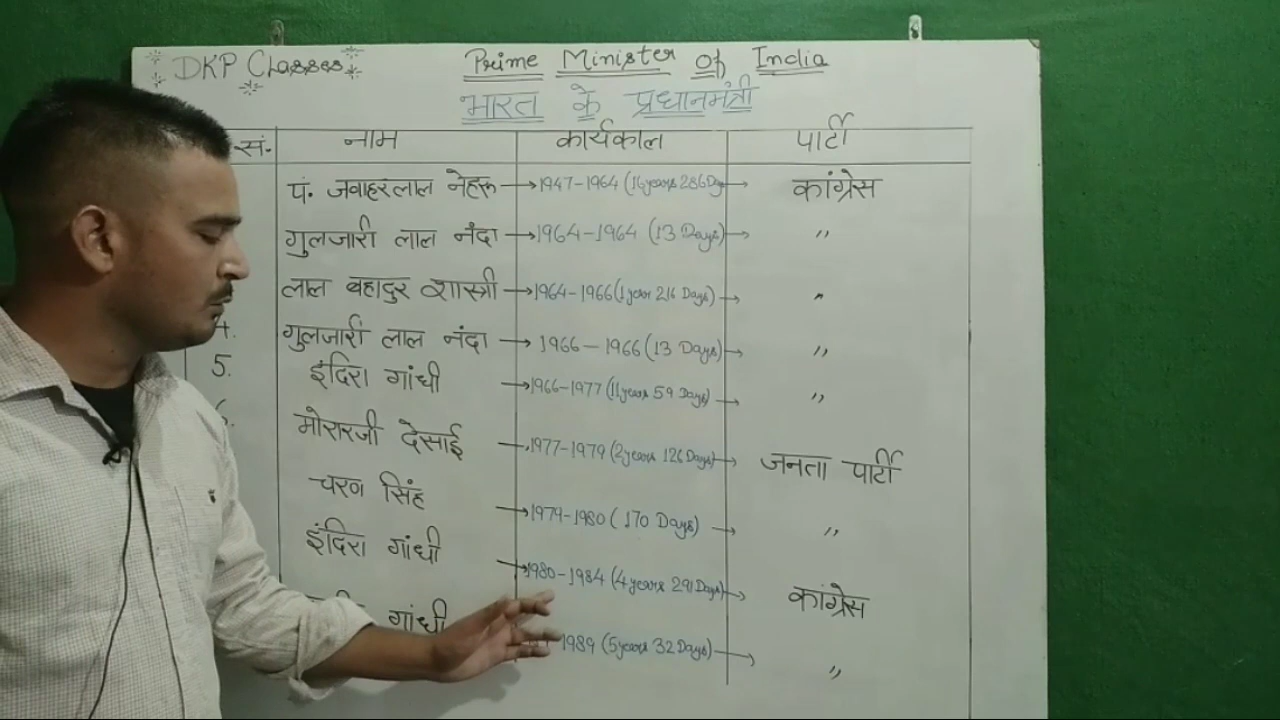 DKP Classes
Prime Minister of India
भारत के प्रधानमंत्री
सं. नाम कार्यकाल पार्टी
पं. जवाहरलाल नेहरू → 1947-1964 (16 years 286 → कांग्रेस
गुलजारी लाल नंदा → 1964-1964 (13 Days) → "
लाल बहादुर शास्त्री → 1964-1966 (1 year 216 Days) → "
4. गुलजारी लाल नंदा → 1966-1966 (13 Days) → "
5. इंदिरा गांधी → 1966-1977 (11 years 59 Days) → "
मोरारजी देसाई → 1977-1979 (2 years 126 Days) → जनता पार्टी
चरण सिंह → 1979-1980 (170 Days) → "
इंदिरा गांधी → 1980-1984 (4 years 291 Days) → कांग्रेस
गांधी 1989 (5 years 32 Days) → "